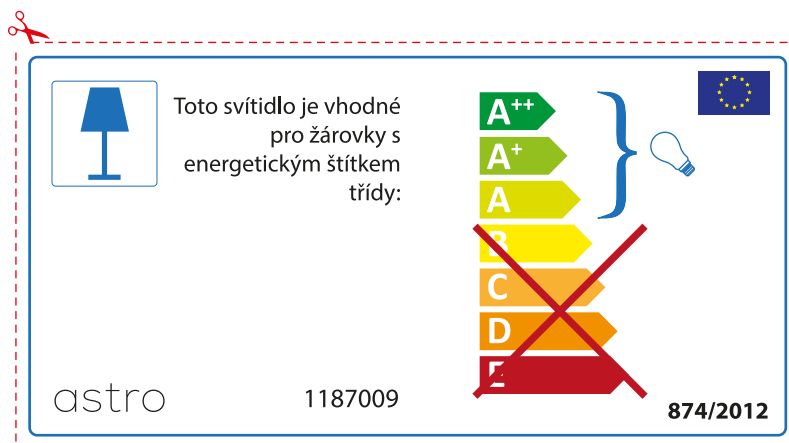 Toto svítidlo je vhodné
pro žárovky s
energetickým štítkem
třídy:
A++
A+
A
B
C
D
E
astro
1187009
874/2012